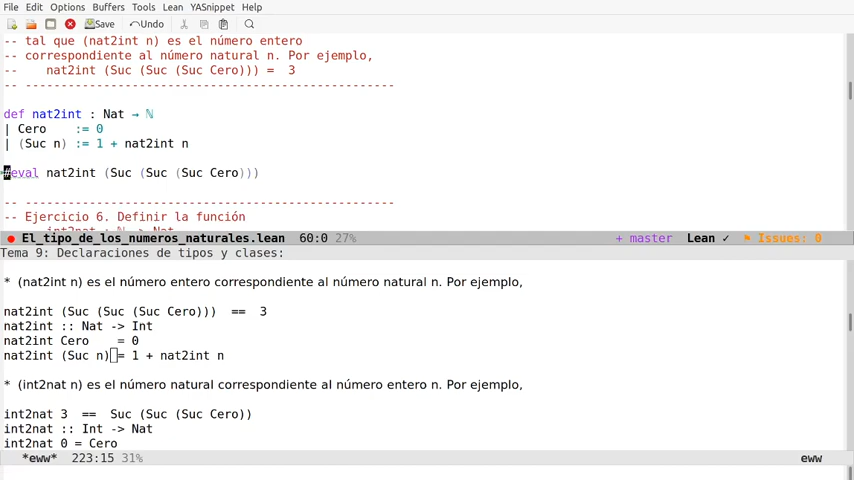 File Edit Options Buffers Tools Lean YASnippet Help
Save Undo
-- tal que (nat2int n) es el número entero
-- correspondiente al número natural n. Por ejemplo,
-- nat2int (Suc (Suc (Suc Cero))) = 3
-- ---------------------------------------------------
def nat2int : Nat → ℕ
| Cero := 0
| (Suc n) := 1 + nat2int n
#eval nat2int (Suc (Suc (Suc Cero)))
-- ---------------------------------------------------
-- Ejercicio 6. Definir la función
-- int2nat : ℕ -> Nat
El_tipo_de_los_numeros_naturales.lean 60:0 27% + master Lean ✓ Issues: 0
Tema 9: Declaraciones de tipos y clases:
* (nat2int n) es el número entero correspondiente al número natural n. Por ejemplo,
nat2int (Suc (Suc (Suc Cero))) == 3
nat2int :: Nat -> Int
nat2int Cero = 0
nat2int (Suc n) = 1 + nat2int n
* (int2nat n) es el número natural correspondiente al número entero n. Por ejemplo,
int2nat 3 == Suc (Suc (Suc Cero))
int2nat :: Int -> Nat
int2nat 0 = Cero
*eww* 223:15 31% eww